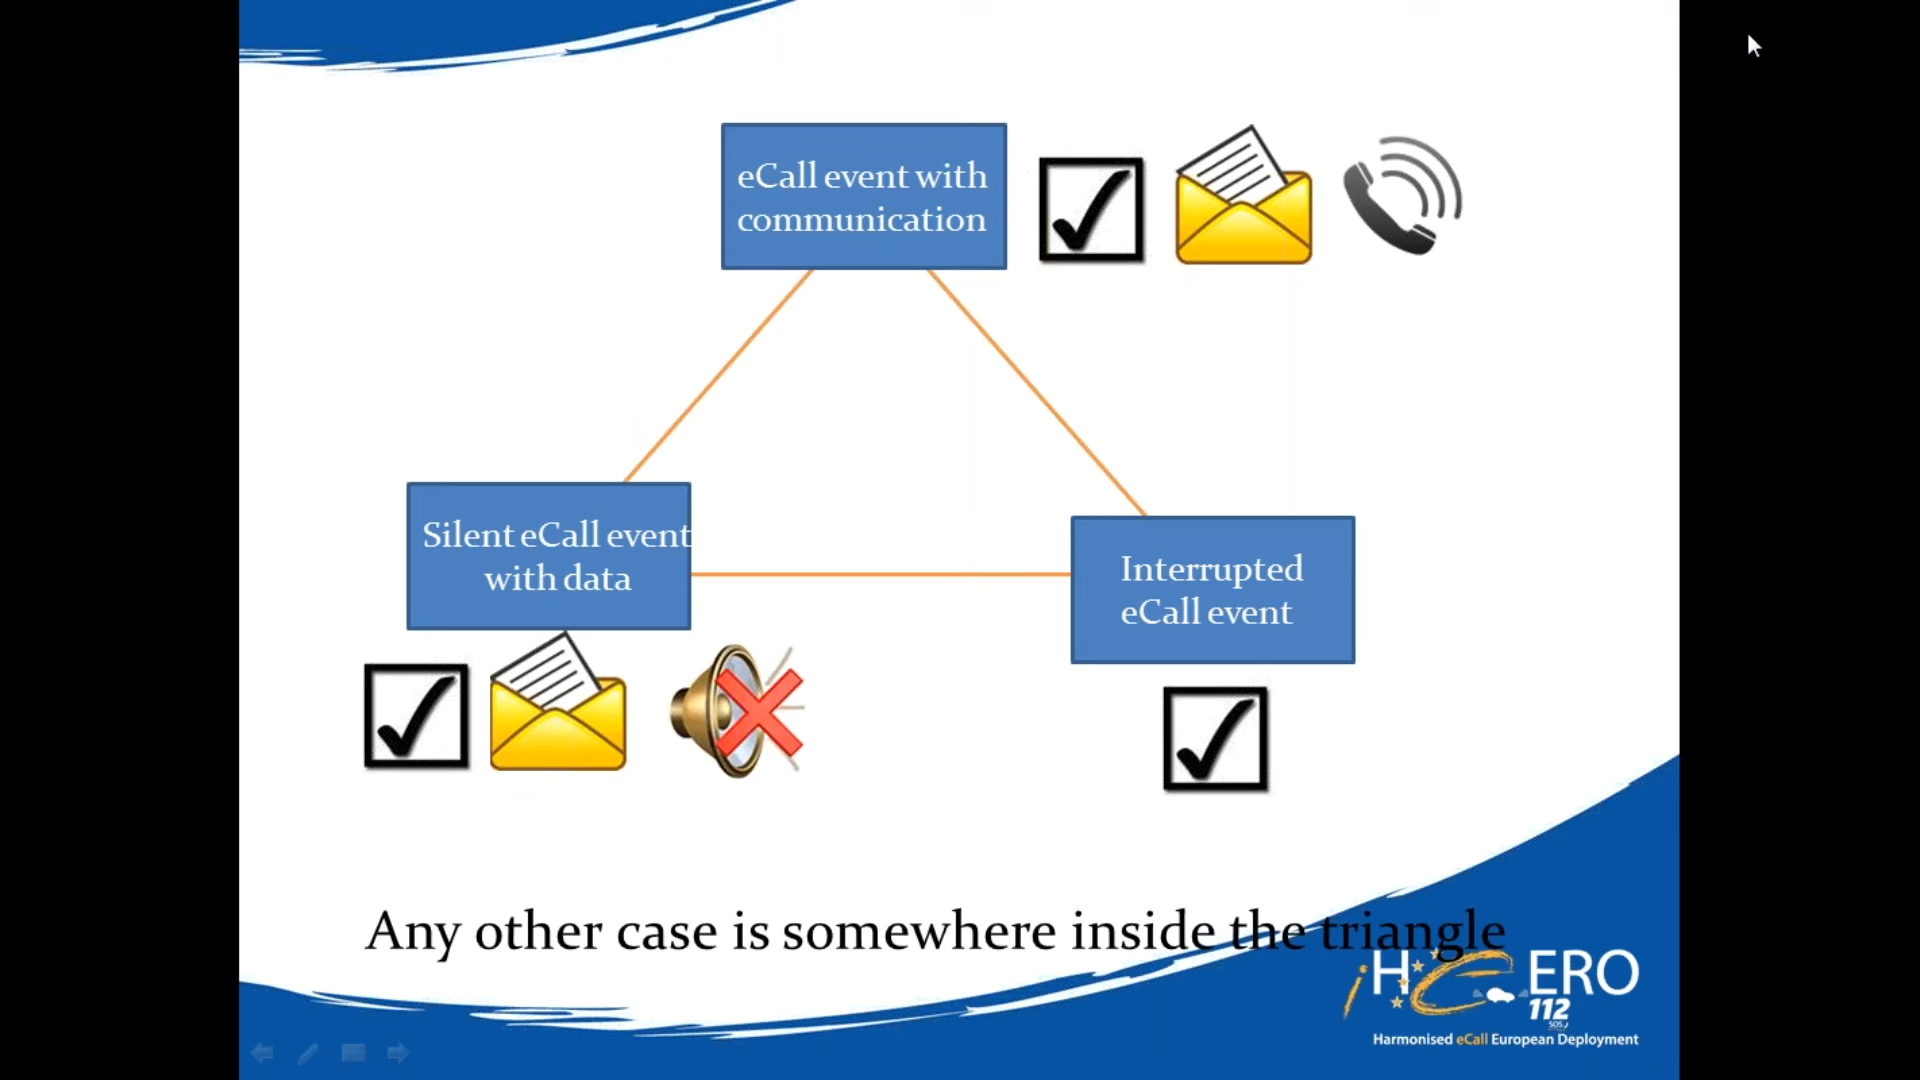 eCall event with
communication
Silent eCall event
with data
Interrupted
eCall event
Any other case is somewhere inside the triangle
iHeERO
112
SOS
Harmonised eCall European Deployment